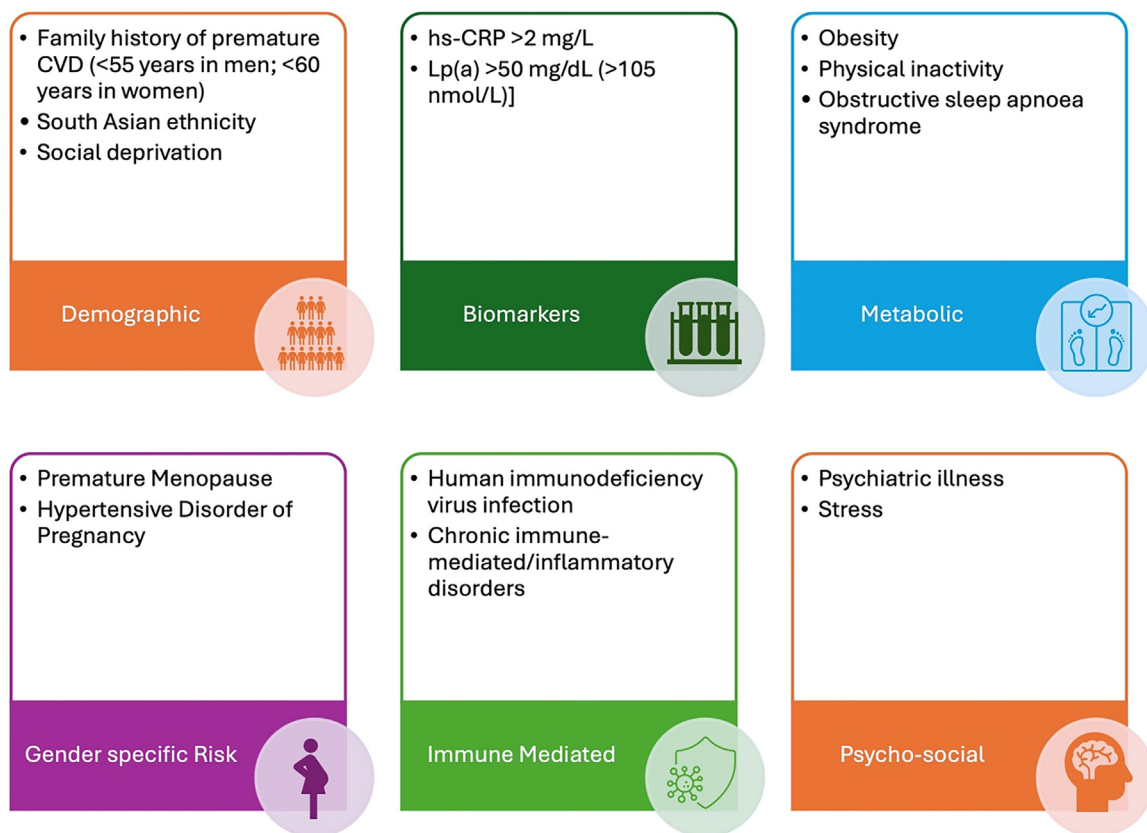 • Family history of premature
CVD (<55 years in men; <60
years in women)
• South Asian ethnicity
• Social deprivation
Demographic
• hs-CRP >2 mg/L
• Lp(a) >50 mg/dL (>105
nmol/L)]
Biomarkers
• Obesity
• Physical inactivity
• Obstructive sleep apnoea
syndrome
Metabolic
• Premature Menopause
• Hypertensive Disorder of
Pregnancy
Gender specific Risk
• Human immunodeficiency
virus infection
• Chronic immune-
mediated/inflammatory
disorders
Immune Mediated
• Psychiatric illness
• Stress
Psycho-social